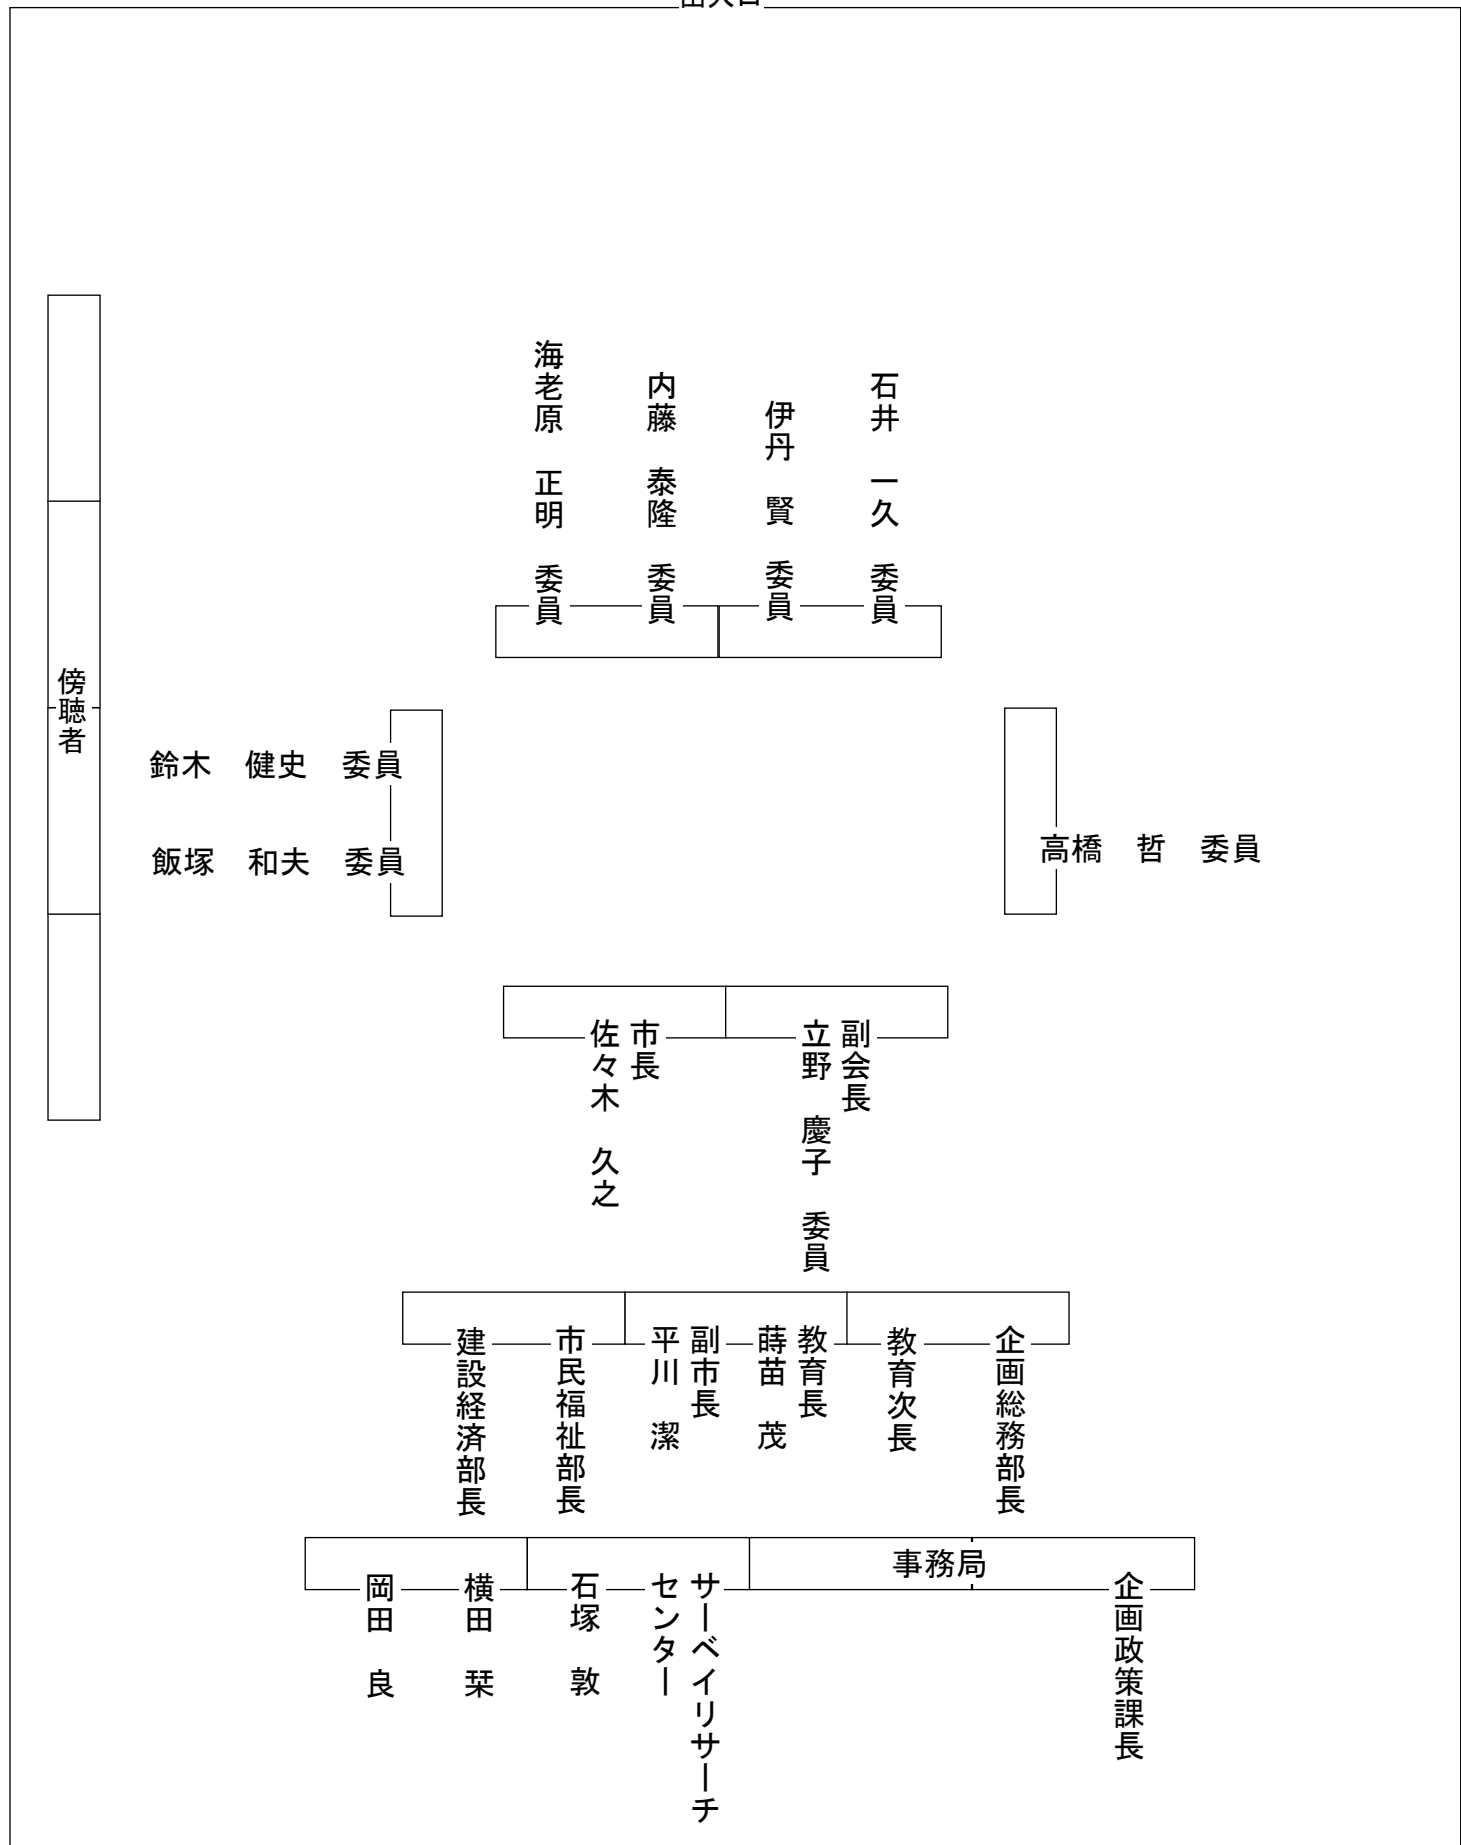 出入口
海老原 正明 委員
内藤 泰隆 委員
伊丹 賢 委員
石井 一久 委員
傍聴者
鈴木 健史 委員
飯塚 和夫 委員
高橋 哲 委員
市長
佐々木 久之
副会長
立野 慶子 委員
建設経済部長
市民福祉部長
副市長
平川 潔
教育長
蒔苗 茂
教育次長
企画総務部長
岡田 良
横田 栞
石塚 敦
サーベイリサーチ
センター
事務局
企画政策課長